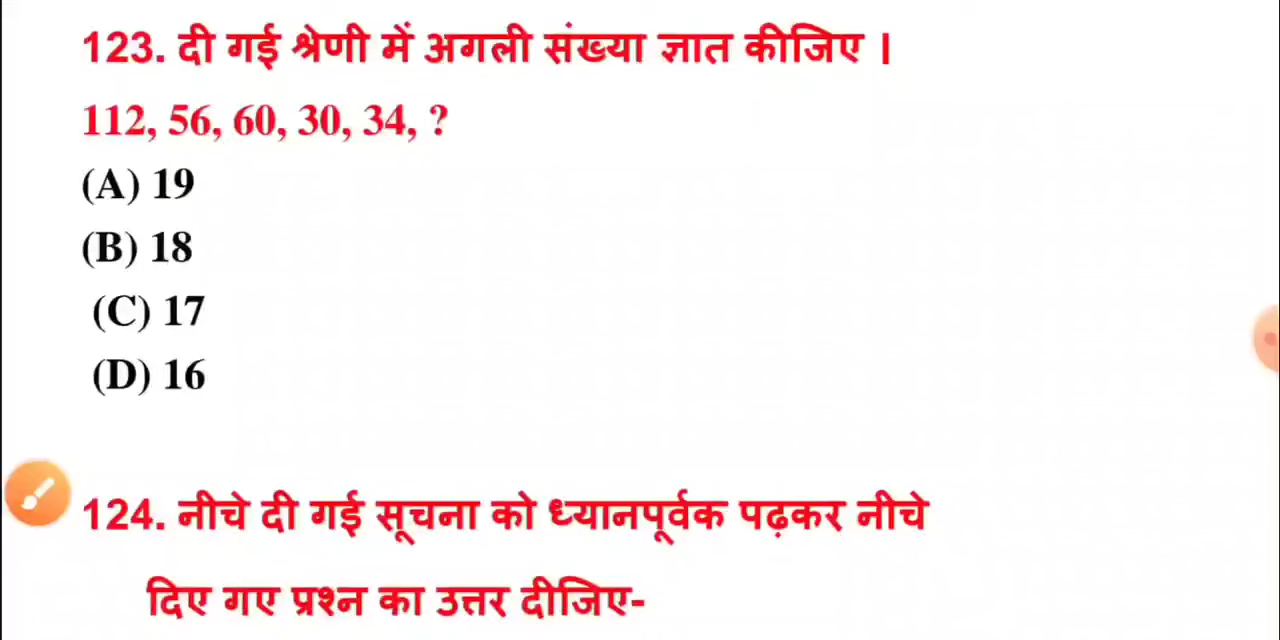 123. दी गई श्रेणी में अगली संख्या ज्ञात कीजिए |
112, 56, 60, 30, 34, ?
(A) 19
(B) 18
(C) 17
(D) 16
124. नीचे दी गई सूचना को ध्यानपूर्वक पढ़कर नीचे
दिए गए प्रश्न का उत्तर दीजिए-